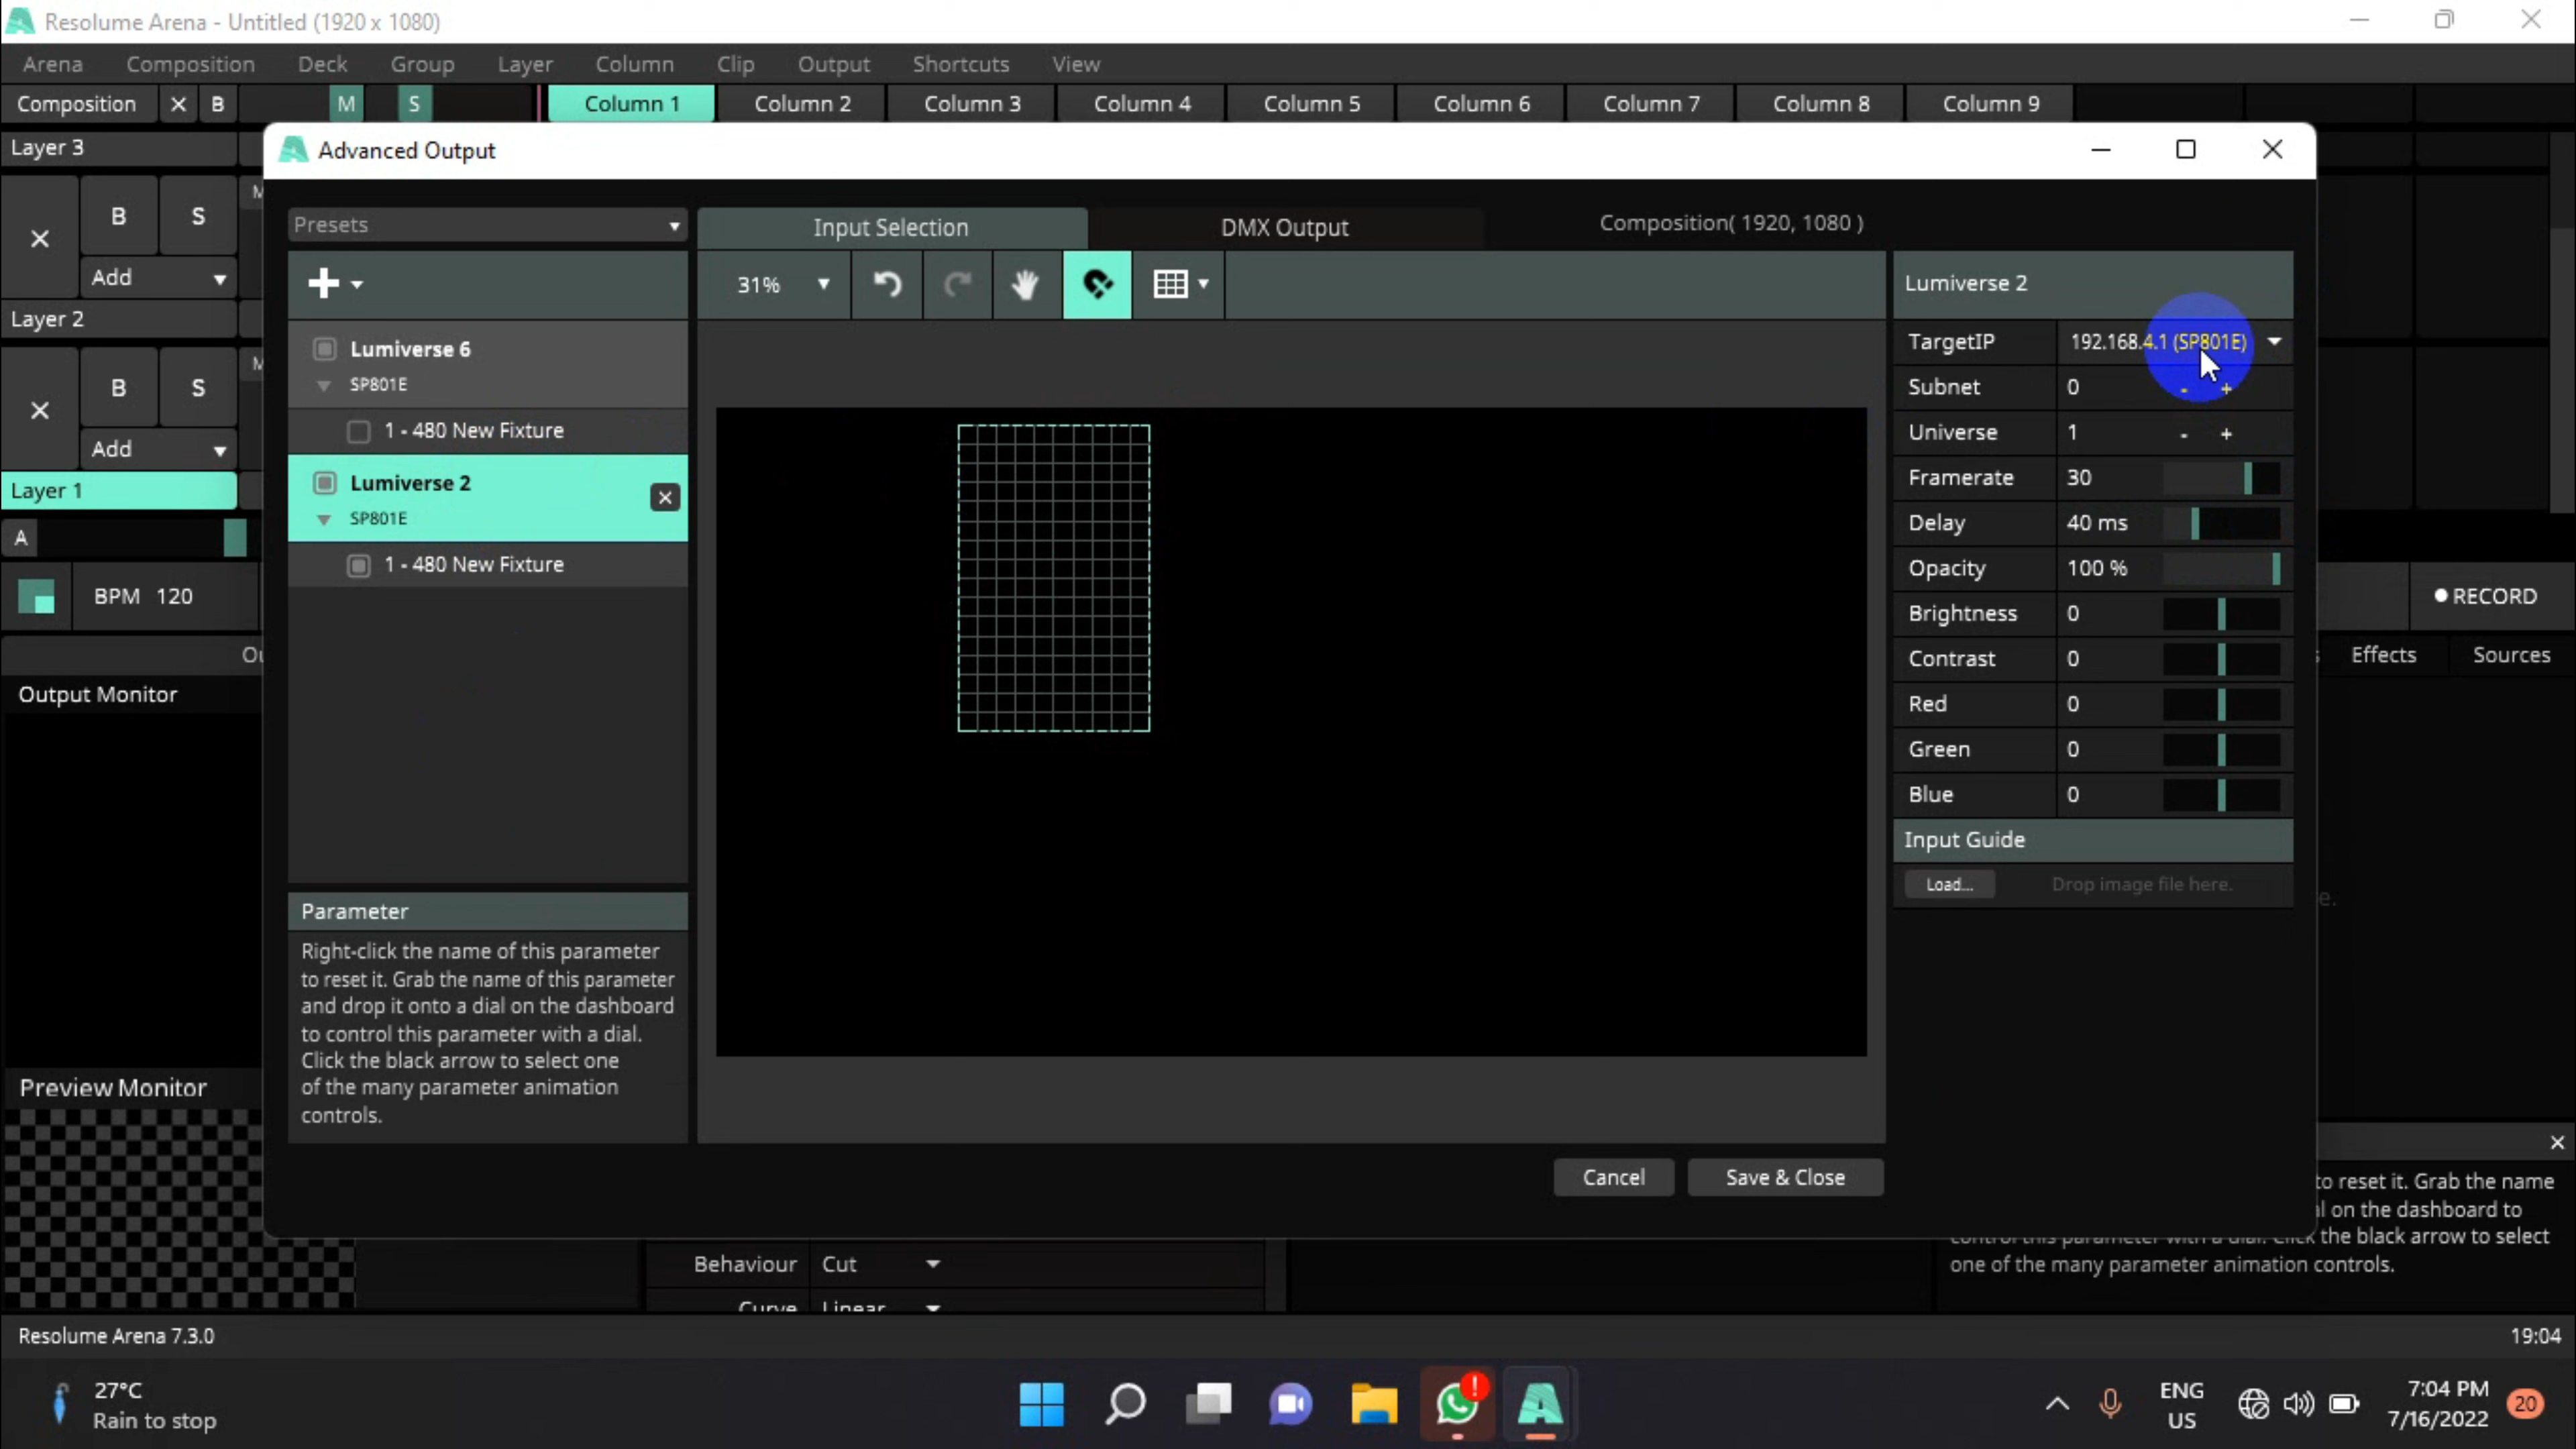 Resolume Arena - Untitled (1920 x 1080)
Arena Composition Deck Group Layer Column Clip Output Shortcuts View
Composition B M S Column 1 Column 2 Column 3 Column 4 Column 5 Column 6 Column 7 Column 8 Column 9
Layer 3
B S
Add
Layer 2
B S
Add
Layer 1
A
BPM 120
RECORD
Effects Sources
Output Monitor
Preview Monitor
Advanced Output
Presets
Input Selection DMX Output Composition( 1920, 1080 )
31%
Lumiverse 6
SP801E
1 - 480 New Fixture
Lumiverse 2
SP801E
1 - 480 New Fixture
Parameter
Right-click the name of this parameter
to reset it. Grab the name of this parameter
and drop it onto a dial on the dashboard
to control this parameter with a dial.
Click the black arrow to select one
of the many parameter animation
controls.
Lumiverse 2
TargetIP 192.168.4.1 (SP801E)
Subnet 0 - +
Universe 1 - +
Framerate 30
Delay 40 ms
Opacity 100 %
Brightness 0
Contrast 0
Red 0
Green 0
Blue 0
Input Guide
Load... Drop image file here.
Cancel Save & Close
to reset it. Grab the name
on the dashboard to
control this parameter with a dial. Click the black arrow to select
one of the many parameter animation controls.
Behaviour Cut
Curve Linear
Resolume Arena 7.3.0 19:04
27°C
Rain to stop
ENG
US
7:04 PM
7/16/2022
20